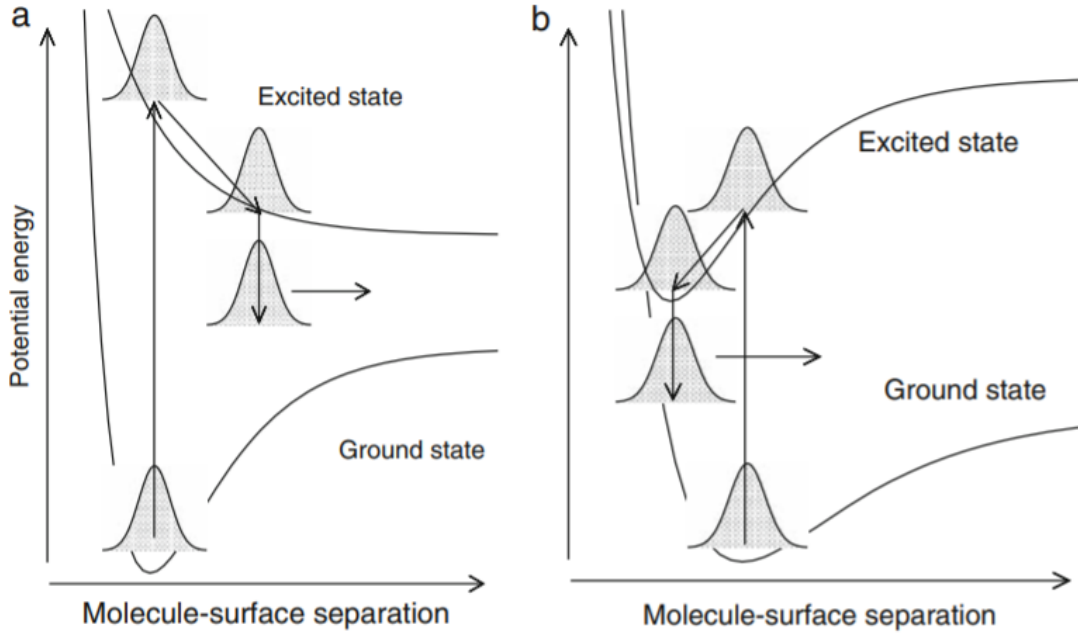 a
Excited state
Potential energy
Ground state
Molecule-surface separation
b
Excited state
Ground state
Molecule-surface separation